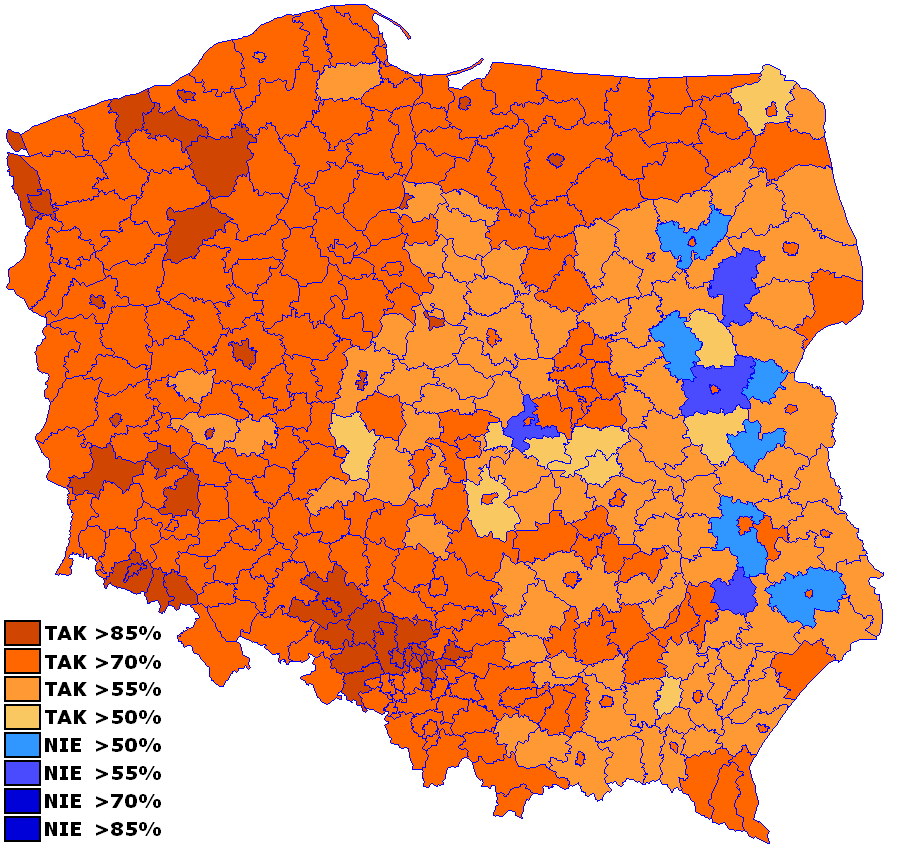 TAK >85%
TAK >70%
TAK >55%
TAK >50%
NIE >50%
NIE >55%
NIE >70%
NIE >85%